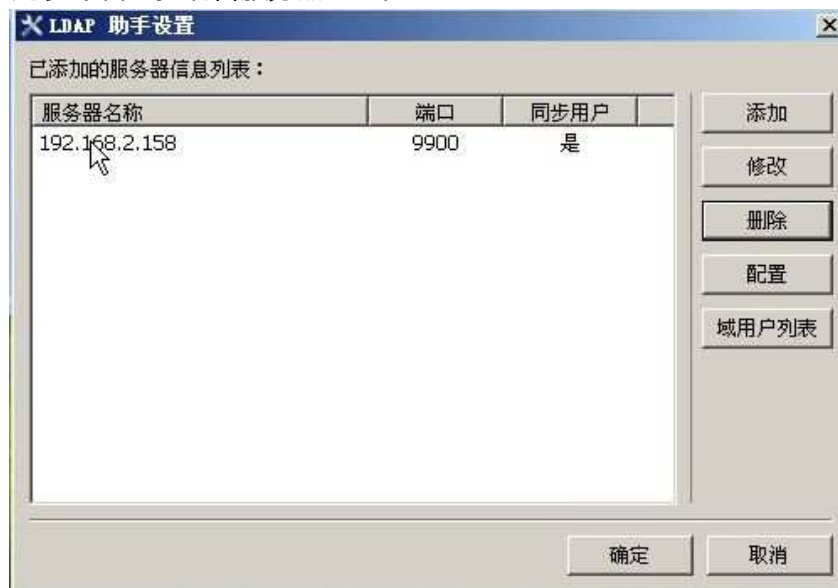 LDAP 助手设置
已添加的服务器信息列表：
服务器名称 端口 同步用户
192.168.2.158 9900 是
添加
修改
删除
配置
域用户列表
确定 取消